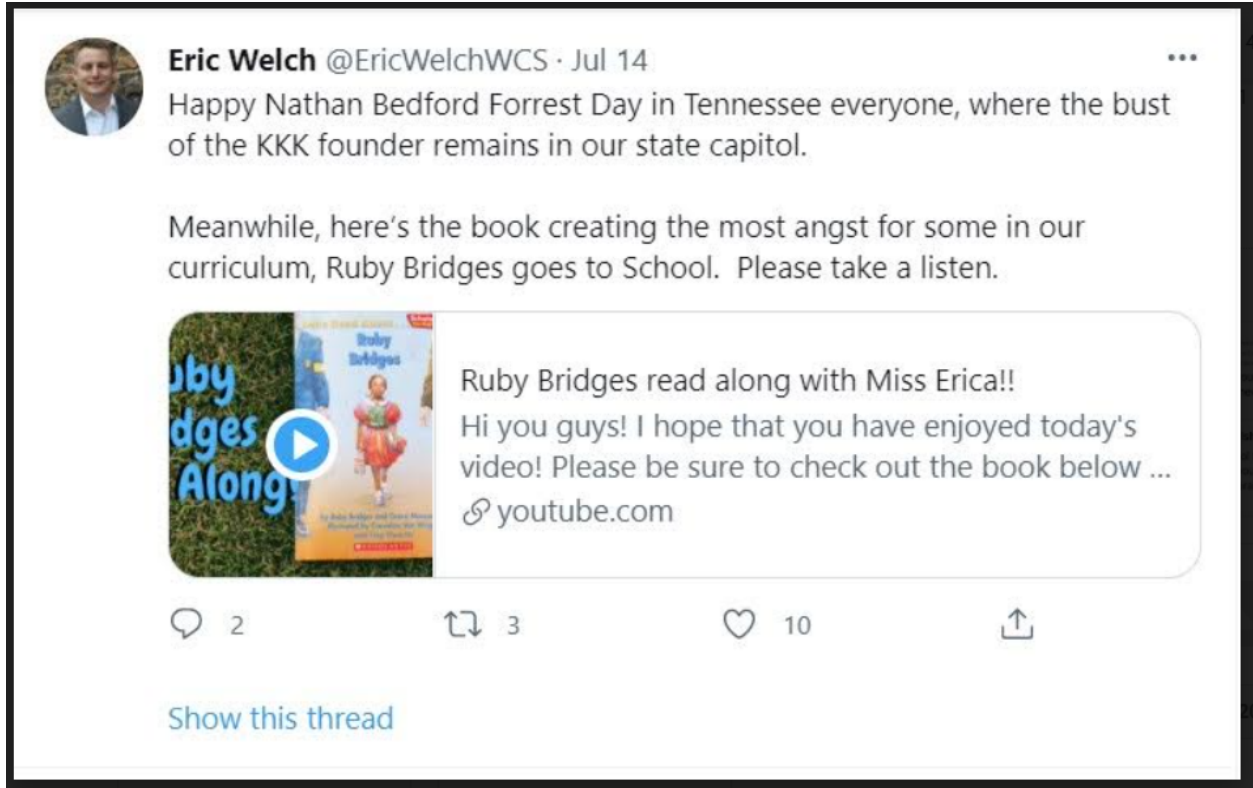 Eric Welch @EricWelchWCS · Jul 14
Happy Nathan Bedford Forrest Day in Tennessee everyone, where the bust
of the KKK founder remains in our state capitol.
Meanwhile, here's the book creating the most angst for some in our
curriculum, Ruby Bridges goes to School.  Please take a listen.
uby
dges
Along!
Ruby
Bridges
SCHOLASTIC
Ruby Bridges read along with Miss Erica!!
Hi you guys! I hope that you have enjoyed today's
video! Please be sure to check out the book below ...
youtube.com
2 3 10
Show this thread